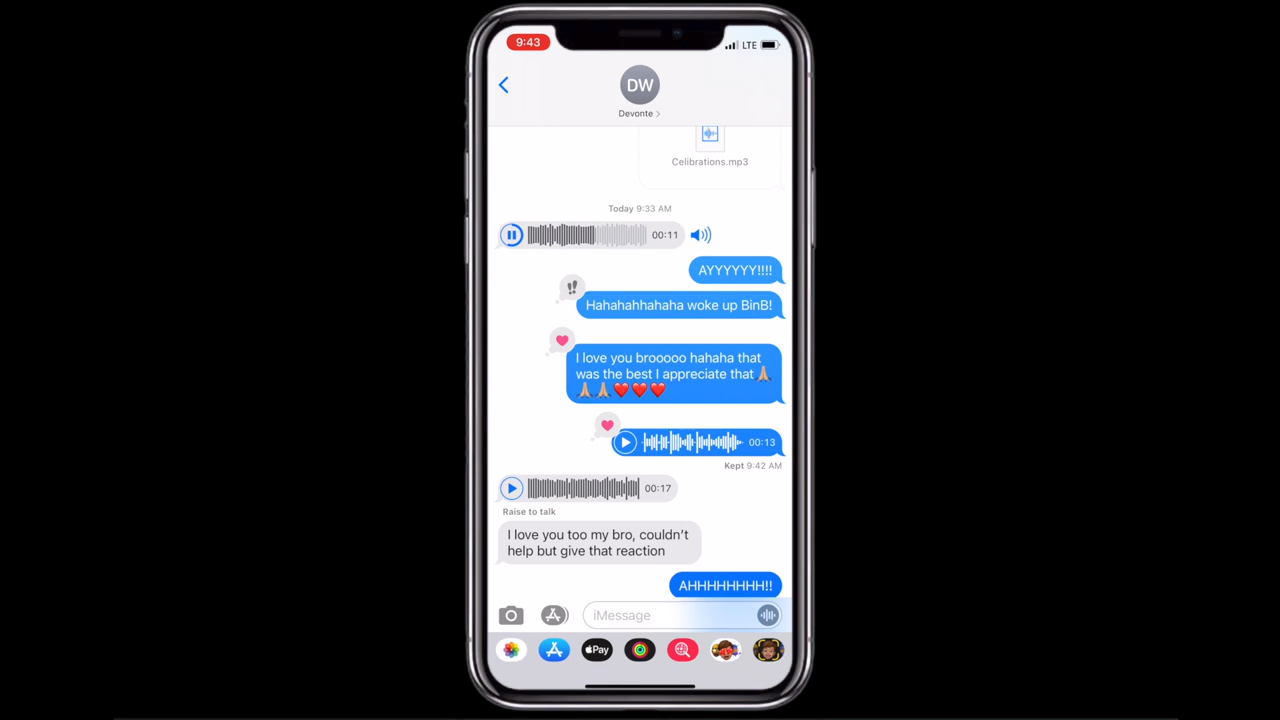 9:43
LTE
DW
Devonte
Celibrations.mp3
Today 9:33 AM
00:11
AYYYYYY!!!!
Hahahahhahaha woke up BinB!
I love you brooooo hahaha that
was the best I appreciate that🙏🏼
🙏🏼🙏🏼❤️❤️❤️
00:13
Kept 9:42 AM
00:17
Raise to talk
I love you too my bro, couldn’t
help but give that reaction
AHHHHHHHH!!
iMessage
Pay